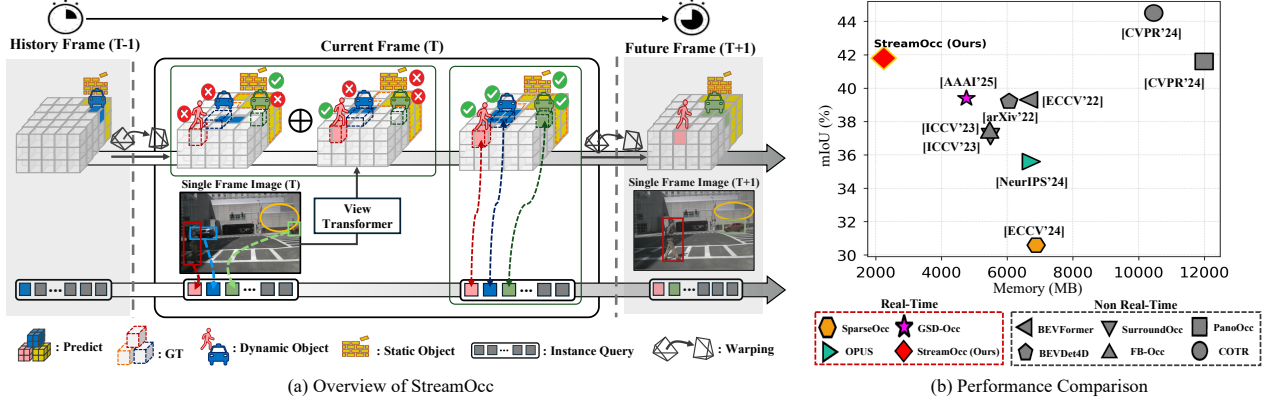 History Frame (T-1)
Current Frame (T)
Future Frame (T+1)
Single Frame Image (T)
View
Transformer
Single Frame Image (T+1)
: Predict
: GT
: Dynamic Object
: Static Object
: Instance Query
: Warping
(a) Overview of StreamOcc
mIoU (%)
44
42
40
38
36
34
32
30
2000
4000
6000
8000
10000
12000
Memory (MB)
StreamOcc (Ours)
[CVPR'24]
[CVPR'24]
[AAAI'25]
[ECCV'22]
[arXiv'22]
[ICCV'23]
[ICCV'23]
[NeurIPS'24]
[ECCV'24]
Real-Time
SparseOcc
GSD-Occ
OPUS
StreamOcc (Ours)
Non Real-Time
BEVFormer
SurroundOcc
PanoOcc
BEVDet4D
FB-Occ
COTR
(b) Performance Comparison